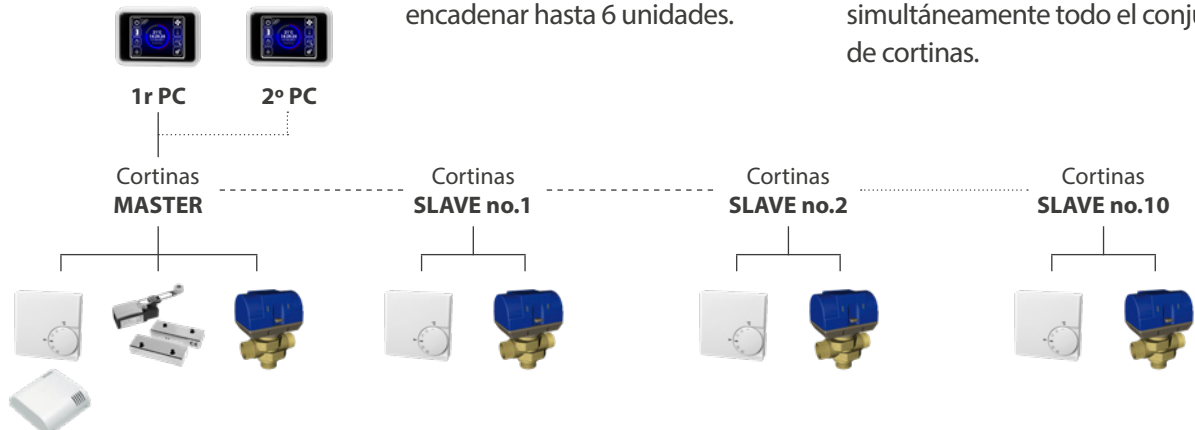 encadenar hasta 6 unidades.
simultáneamente todo el
de cortinas.
1r PC
2º PC
Cortinas
MASTER
Cortinas
SLAVE no.1
Cortinas
SLAVE no.2
Cortinas
SLAVE no.10